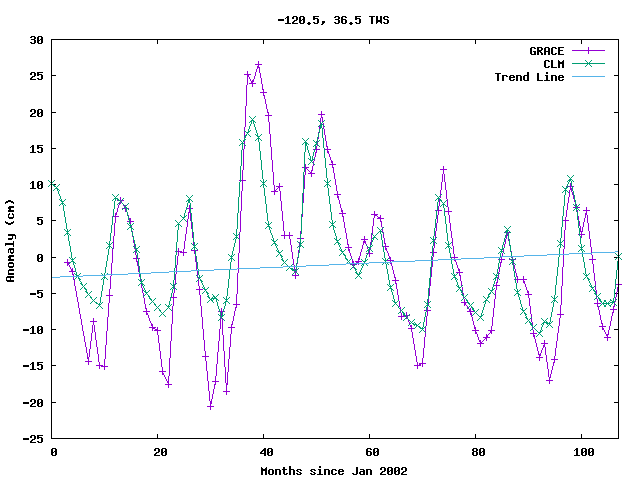 -120.5, 36.5 TWS
GRACE
CLM
Trend Line
30
25
20
15
10
5
0
-5
-10
-15
-20
-25
Anomaly (cm)
0 20 40 60 80 100
Months since Jan 2002